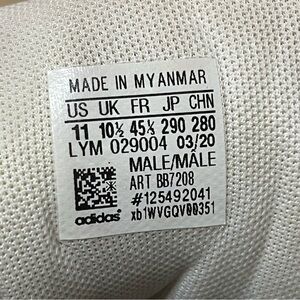 MADE IN MYANMAR
US UK FR JP CHN
11 10½ 45⅓ 290 280
LYM 029004 03/20
MALE/MÂLE
ART BB7208
#125492041
adidas® xb1WVGQV00351